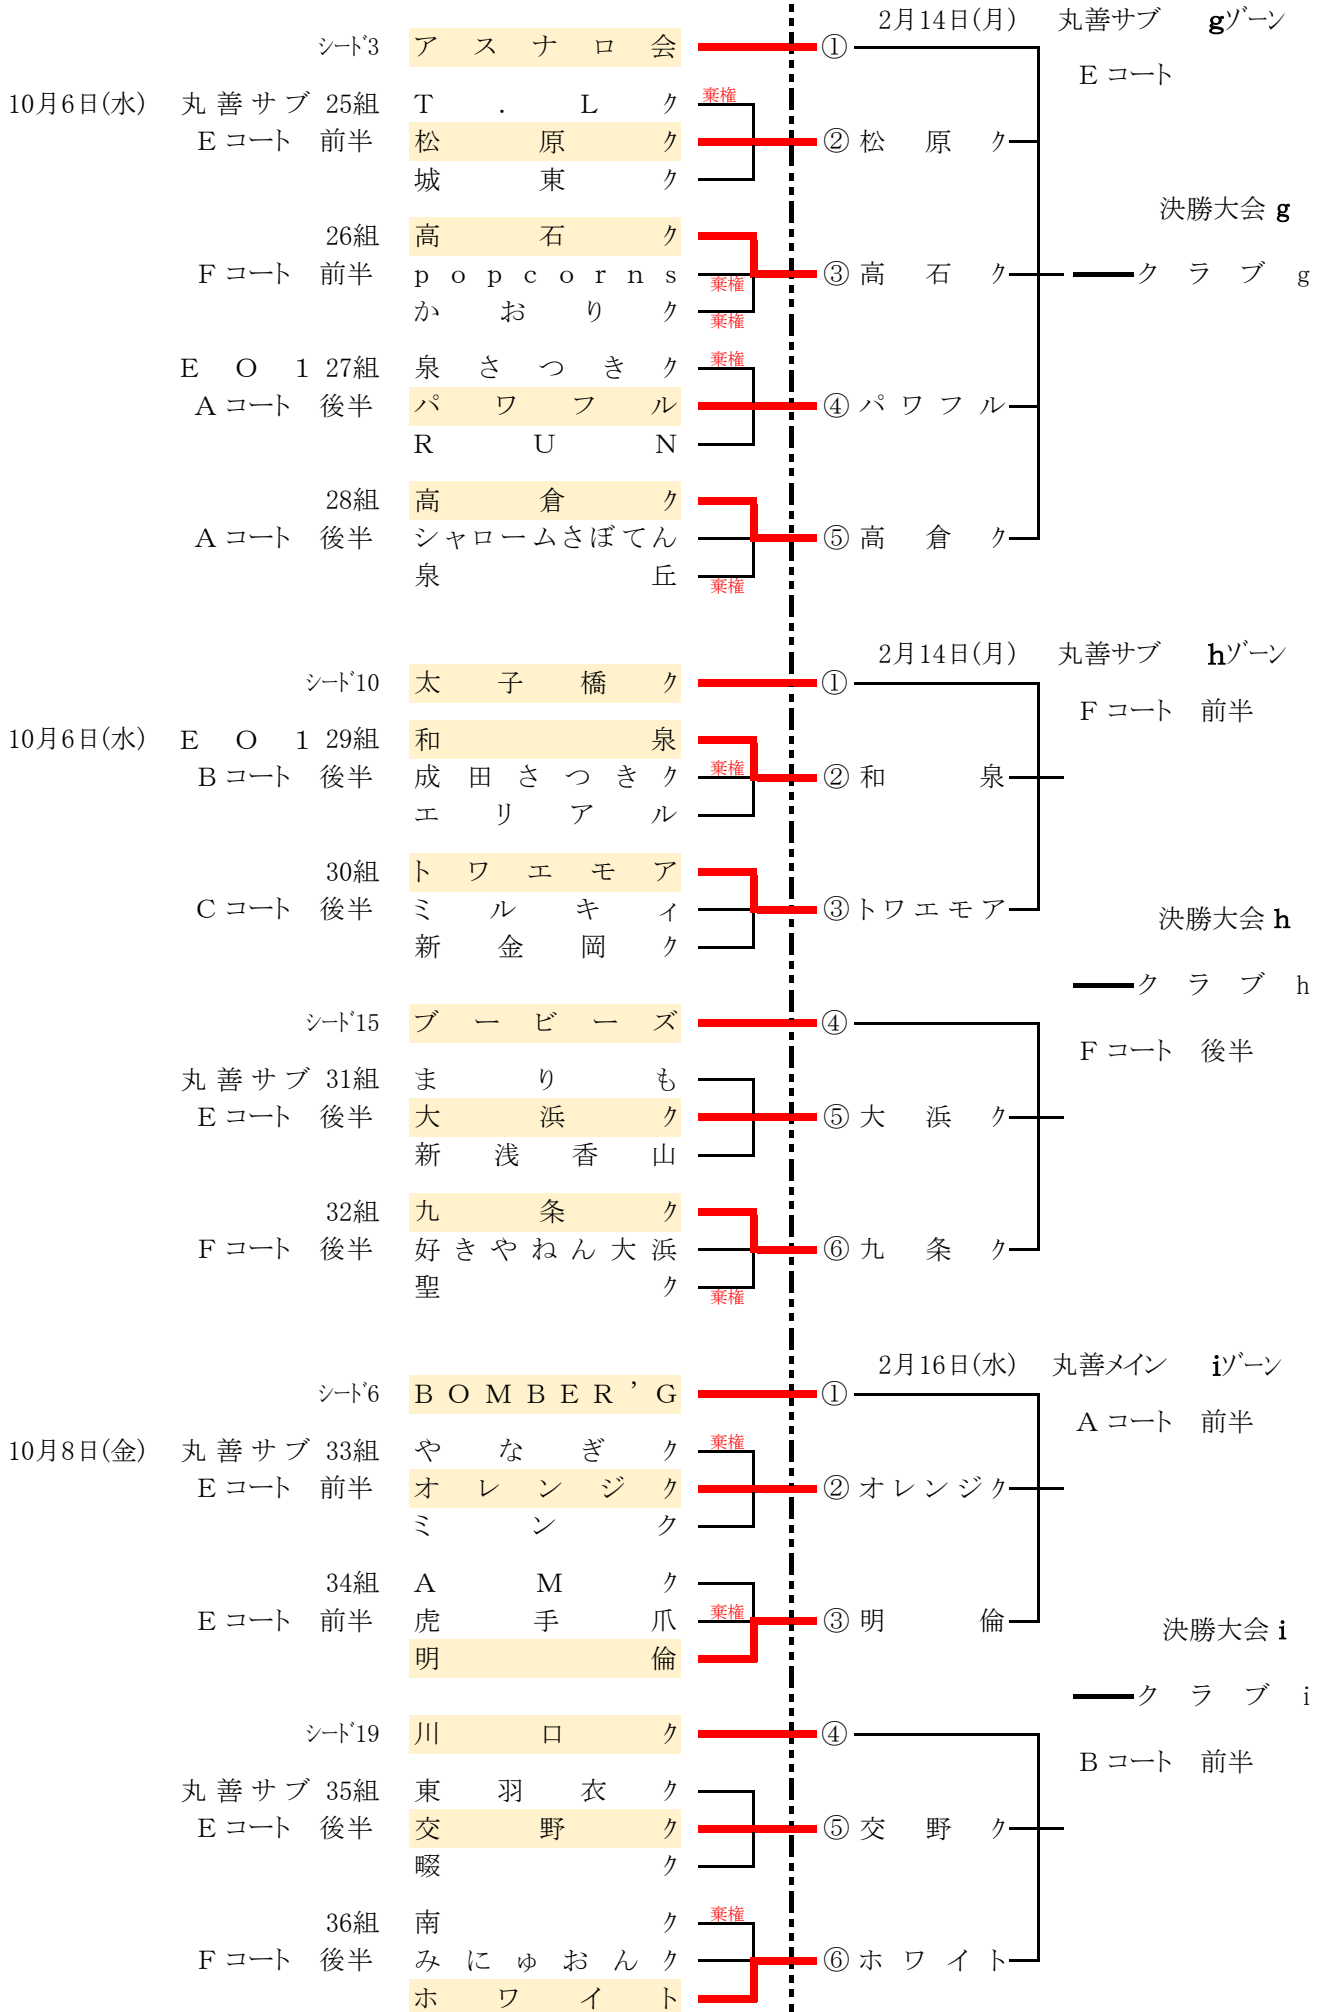 2月14日(月) 丸善サブ gゾーン
シード3 アスナロ会 ①
Eコート
10月6日(水) 丸善サブ 25組 T.Lク 棄権
Eコート 前半 松原ク ② 松原ク
城東ク
決勝大会 g
26組 高石ク
Fコート 前半 popcorns 棄権 ③ 高石ク クラブg
かおりク 棄権
EO1 27組 泉さつきク 棄権
Aコート 後半 パワフル ④ パワフル
RUN
28組 高倉ク
Aコート 後半 シャロームさぼてん ⑤ 高倉ク
泉丘 棄権
2月14日(月) 丸善サブ hゾーン
シード10 太子橋ク ①
Fコート 前半
10月6日(水) EO1 29組 和泉
Bコート 後半 成田さつきク 棄権 ② 和泉
エリアル
30組 トワエモア
Cコート 後半 ミルキィ ③ トワエモア
決勝大会 h
新金岡ク
クラブh
シード15 ブービーズ ④
Fコート 後半
丸善サブ 31組 まりも
Eコート 後半 大浜ク ⑤ 大浜ク
新浅香山
32組 九条ク
Fコート 後半 好きやねん大浜 ⑥ 九条ク
聖ク 棄権
2月16日(水) 丸善メイン iゾーン
シード6 BOMBER'G ①
Aコート 前半
10月8日(金) 丸善サブ 33組 やなぎク 棄権
Eコート 前半 オレンジク ② オレンジク
ミンク
34組 AMク
Eコート 前半 虎手爪 棄権 ③ 明倫
決勝大会 i
明倫
クラブi
シード19 川口ク ④
Bコート 前半
丸善サブ 35組 東羽衣ク
Eコート 後半 交野ク ⑤ 交野ク
畷ク
36組 南ク 棄権
Fコート 後半 みにゅおんク ⑥ ホワイト
ホワイト